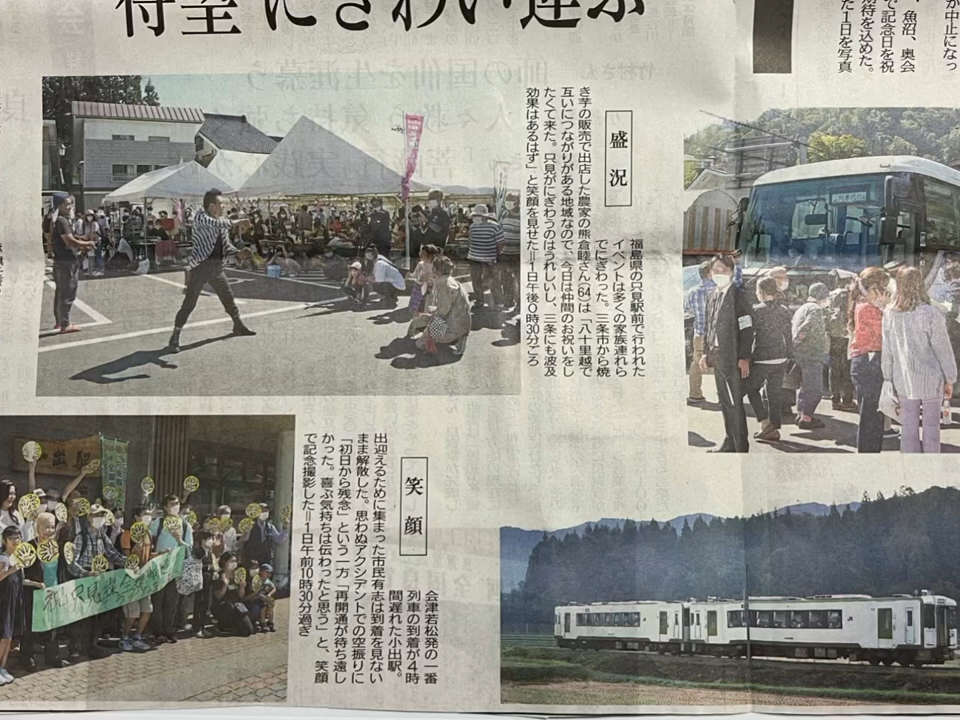 待望 にぎわい運ぶ
が中止になっ
、魚沼、奥会
で記念日を祝
期待を込めた。
た1日を写真
盛況
福島県の只見駅前で行われた
イベントは多くの家族連れら
でにぎわった。三条市から焼
き芋の販売で出店した農家の熊倉睦さん(64)は「八十里越で
互いにつながりがある地域なので、今日は仲間のお祝いをし
たくて来た。只見がにぎわうのはうれしいし、三条にも波及
効果はあるはず」と笑顔を見せた＝1日午後0時30分ごろ
笑顔
会津若松発の一番
列車の到着が4時
間遅れた小出駅。
出迎えるために集まった市民有志は到着を見ない
まま解散した。思わぬアクシデントでの空振りに
「初日から残念」という一方「再開通が待ち遠し
かった。喜ぶ気持ちは伝わったと思う」と、笑顔
で記念撮影した＝1日午前10時30分過ぎ
小出駅
祝 只見線